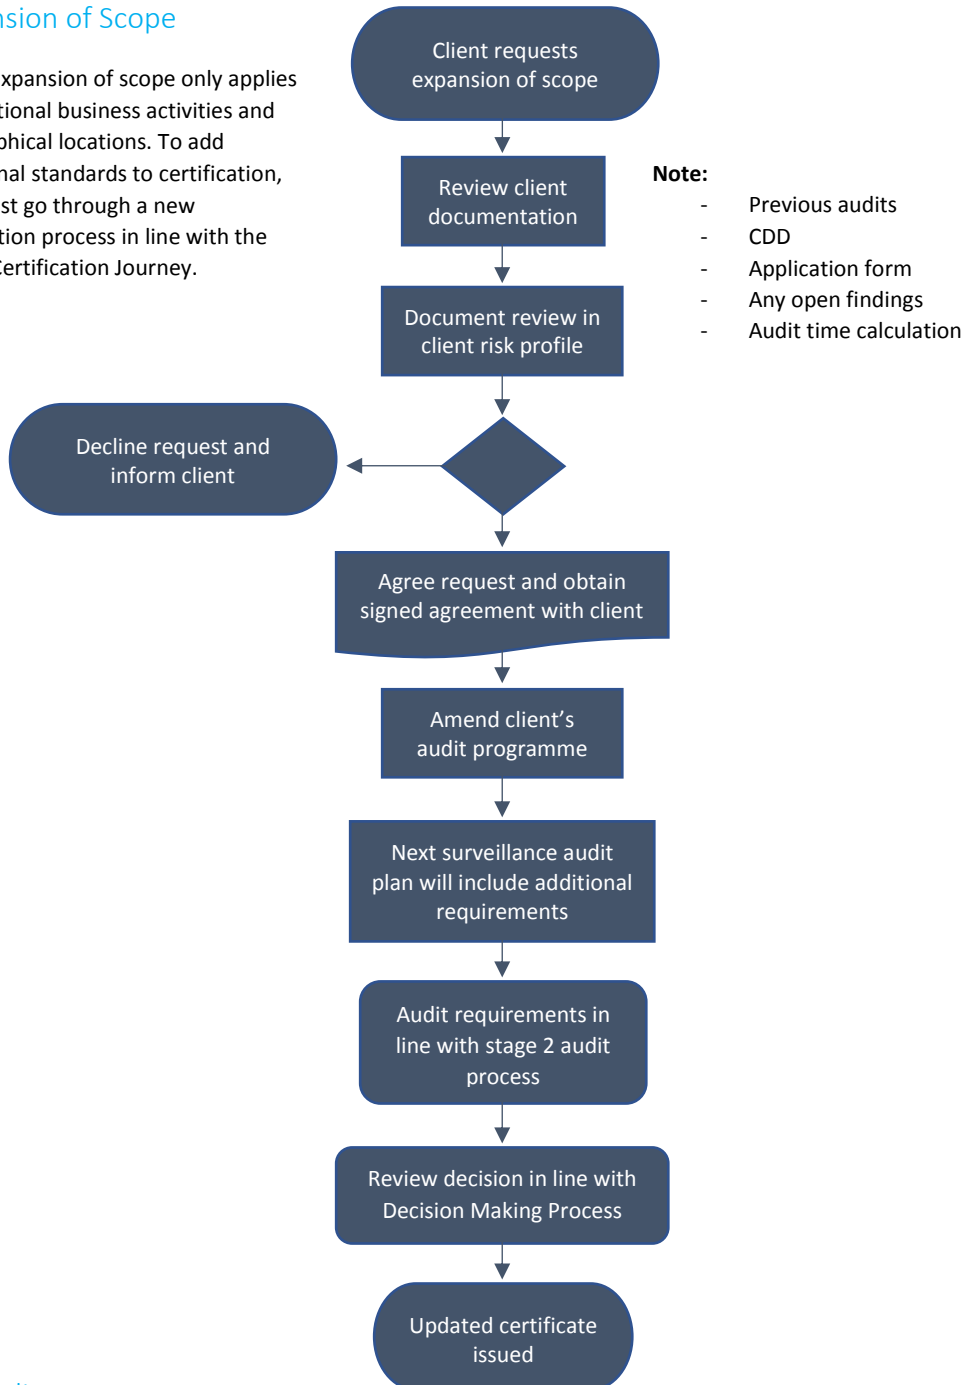 nsion of Scope
xpansion of scope only applies
tional business activities and
phical locations. To add
nal standards to certification,
st go through a new
tion process in line with the
Certification Journey.
Client requests
expansion of scope
Review client
documentation
Note:
- Previous audits
- CDD
- Application form
- Any open findings
- Audit time calculation
Document review in
client risk profile
Decline request and
inform client
Agree request and obtain
signed agreement with client
Amend client’s
audit programme
Next surveillance audit
plan will include additional
requirements
Audit requirements in
line with stage 2 audit
process
Review decision in line with
Decision Making Process
Updated certificate
issued